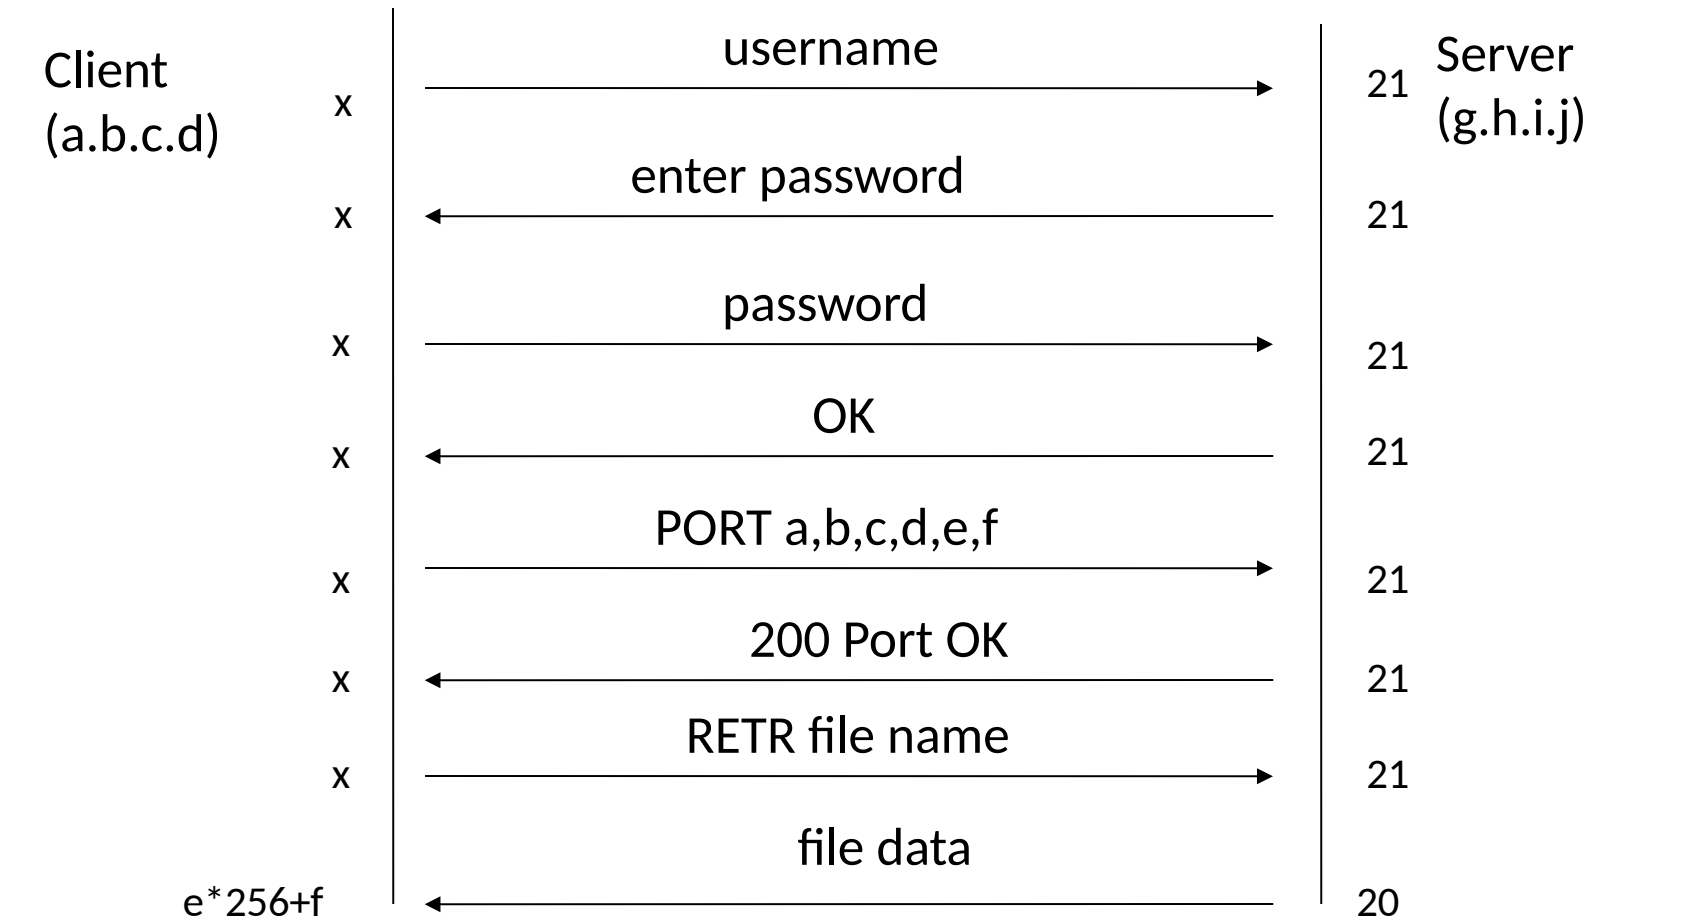 Client
(a.b.c.d)
Server
(g.h.i.j)
username
x
21
enter password
x
21
password
x
21
OK
x
21
PORT a,b,c,d,e,f
x
21
200 Port OK
x
21
RETR file name
x
21
file data
e*256+f
20